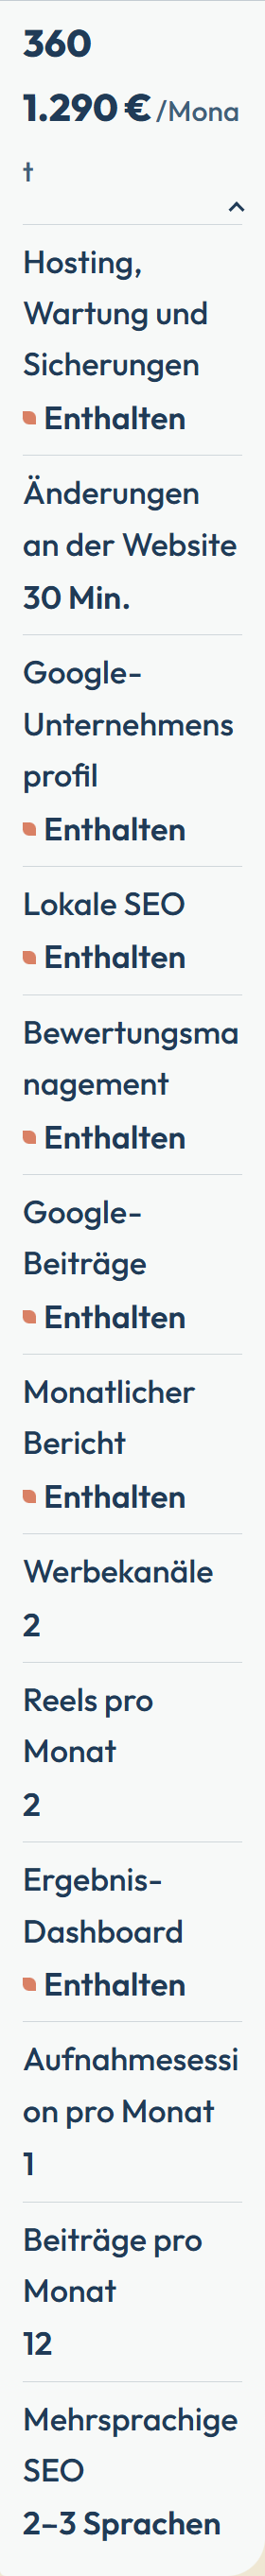 360
1.290 € /Mona
t
Hosting,
Wartung und
Sicherungen
Enthalten
Änderungen
an der Website
30 Min.
Google-
Unternehmens
profil
Enthalten
Lokale SEO
Enthalten
Bewertungsma
nagement
Enthalten
Google-
Beiträge
Enthalten
Monatlicher
Bericht
Enthalten
Werbekanäle
2
Reels pro
Monat
2
Ergebnis-
Dashboard
Enthalten
Aufnahmesessi
on pro Monat
1
Beiträge pro
Monat
12
Mehrsprachige
SEO
2–3 Sprachen